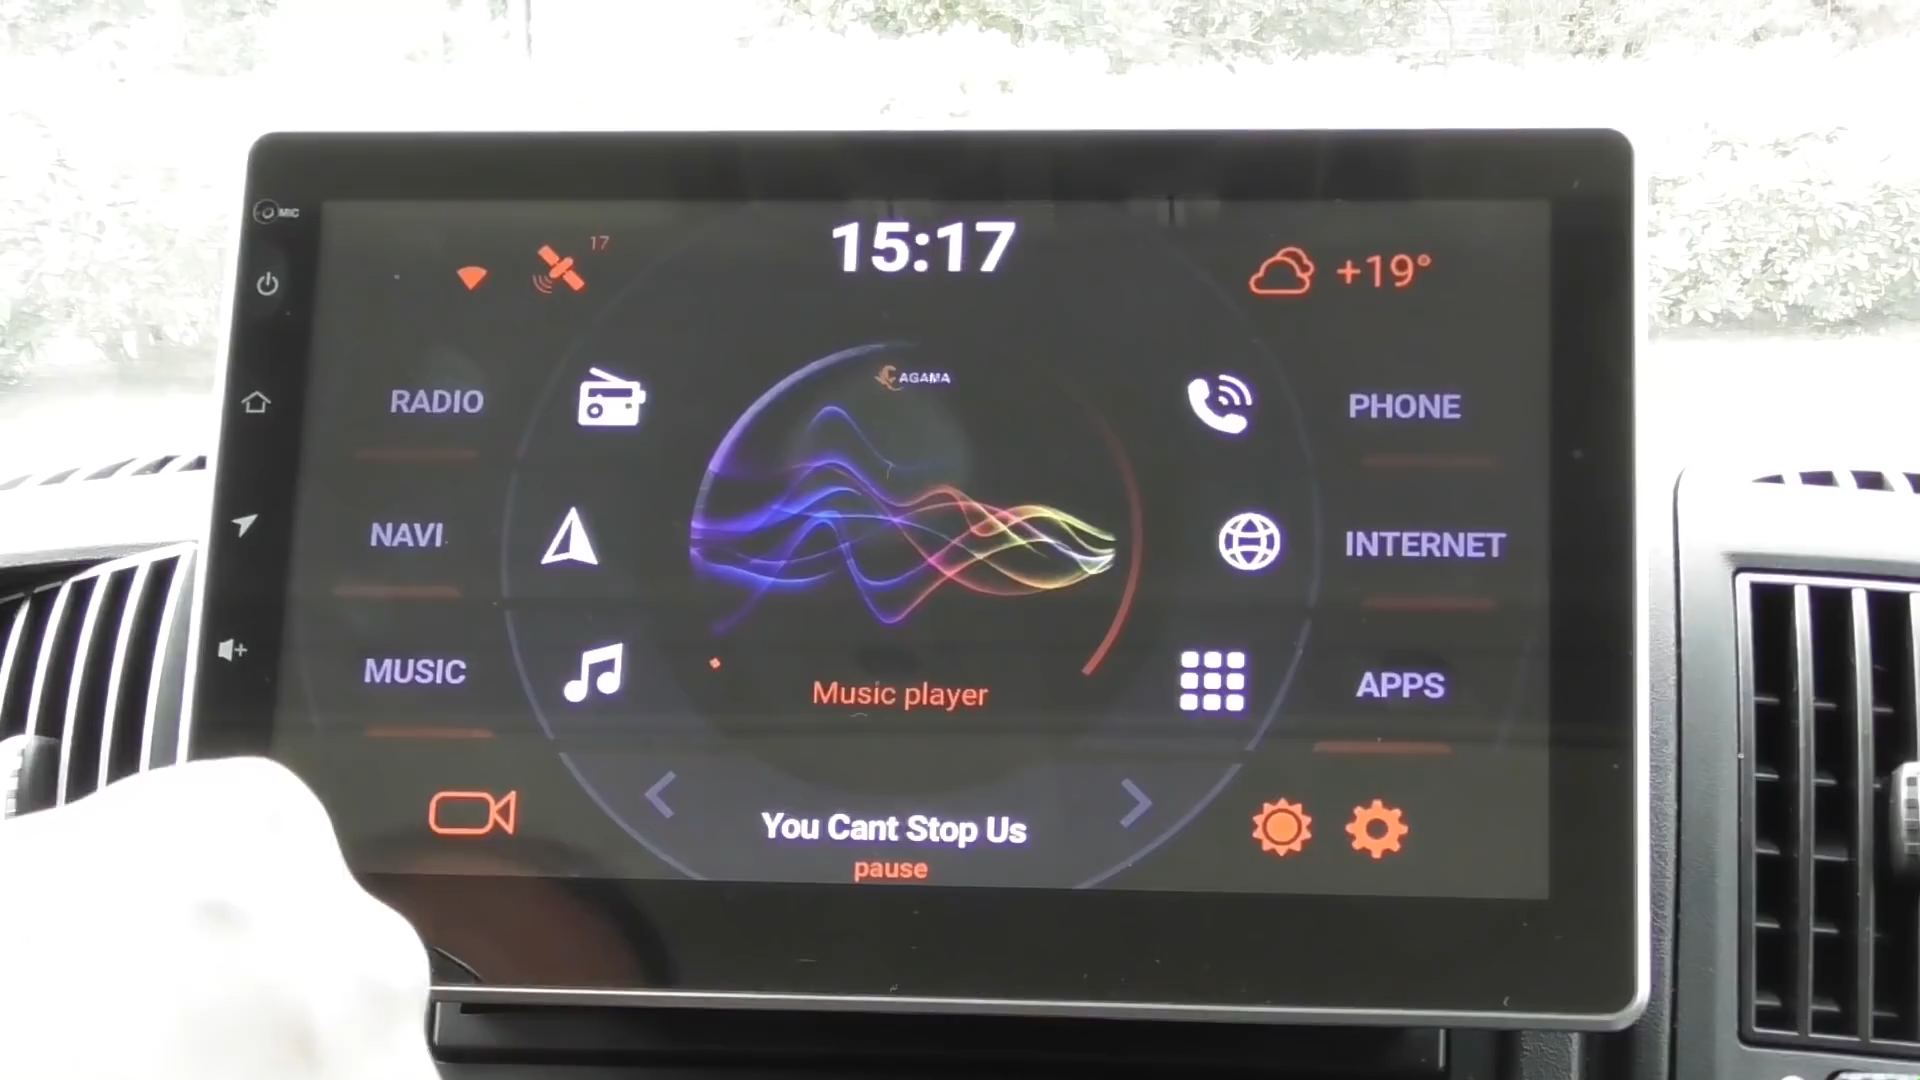 MIC
15:17
17
+19°
AGAMA
RADIO
PHONE
NAVI
INTERNET
MUSIC
APPS
Music player
You Cant Stop Us
pause